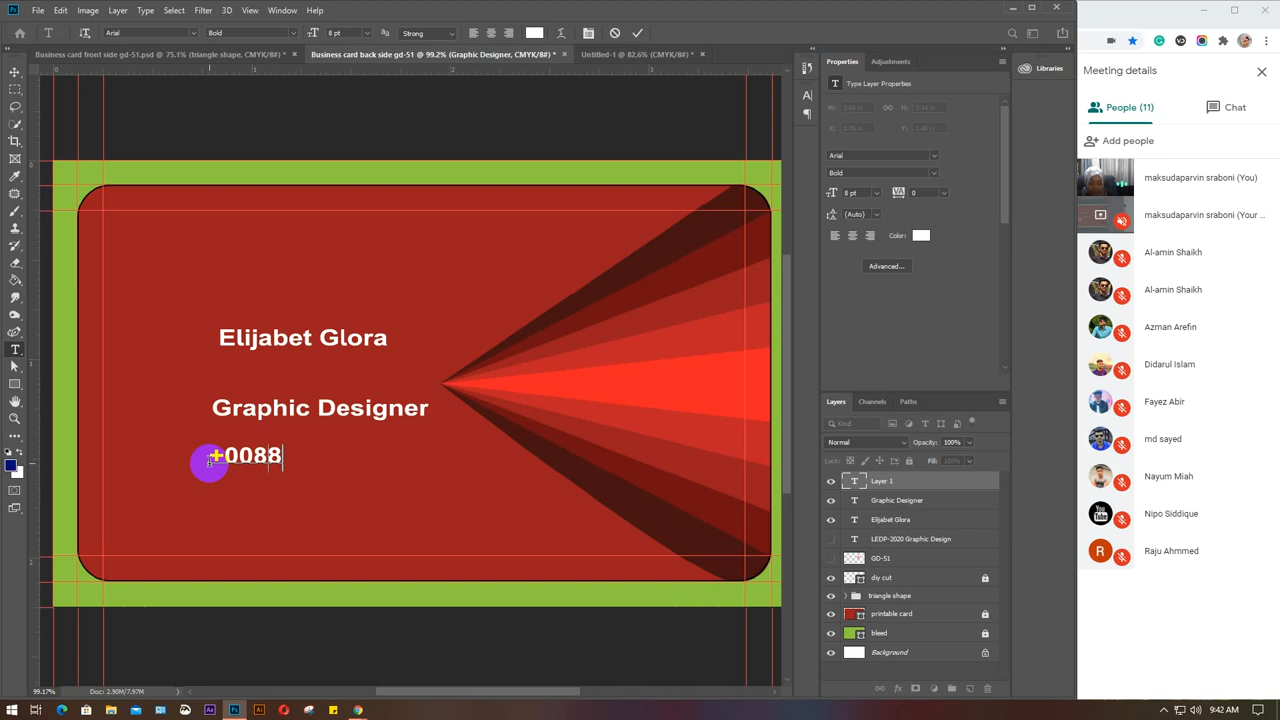 File Edit Image Layer Type Select Filter 3D View Window Help
Arial Bold 8 pt Strong
Business card front side gd-51.psd @ 75.1% (triangle shape, CMYK/8#) * ×
Business card back side gd-51 @ 99.2% (Graphic Designer, CMYK/8#) * ×
Untitled-1 @ 82.6% (CMYK/8#) * ×
Elijabet Glora
Graphic Designer
+0088
99.17% Doc: 2.90M/7.97M
Properties Adjustments
Type Layer Properties
Arial
Bold
8 pt VA 0
(Auto)
Color:
Advanced...
Layers Channels Paths
Kind
Normal Opacity: 100%
Lock: Fill: 100%
Layer 1
Graphic Designer
Elijabet Glora
LEDP-2020 Graphic Design
GD-51
diy cut
triangle shape
printable card
bleed
Background
Libraries
Meeting details
People (11) Chat
Add people
maksudaparvin sraboni (You)
maksudaparvin sraboni (Your ...
Al-amin Shaikh
Al-amin Shaikh
Azman Arefin
Didarul Islam
Fayez Abir
md sayed
Nayum Miah
Nipo Siddique
R Raju Ahmmed
9:42 AM